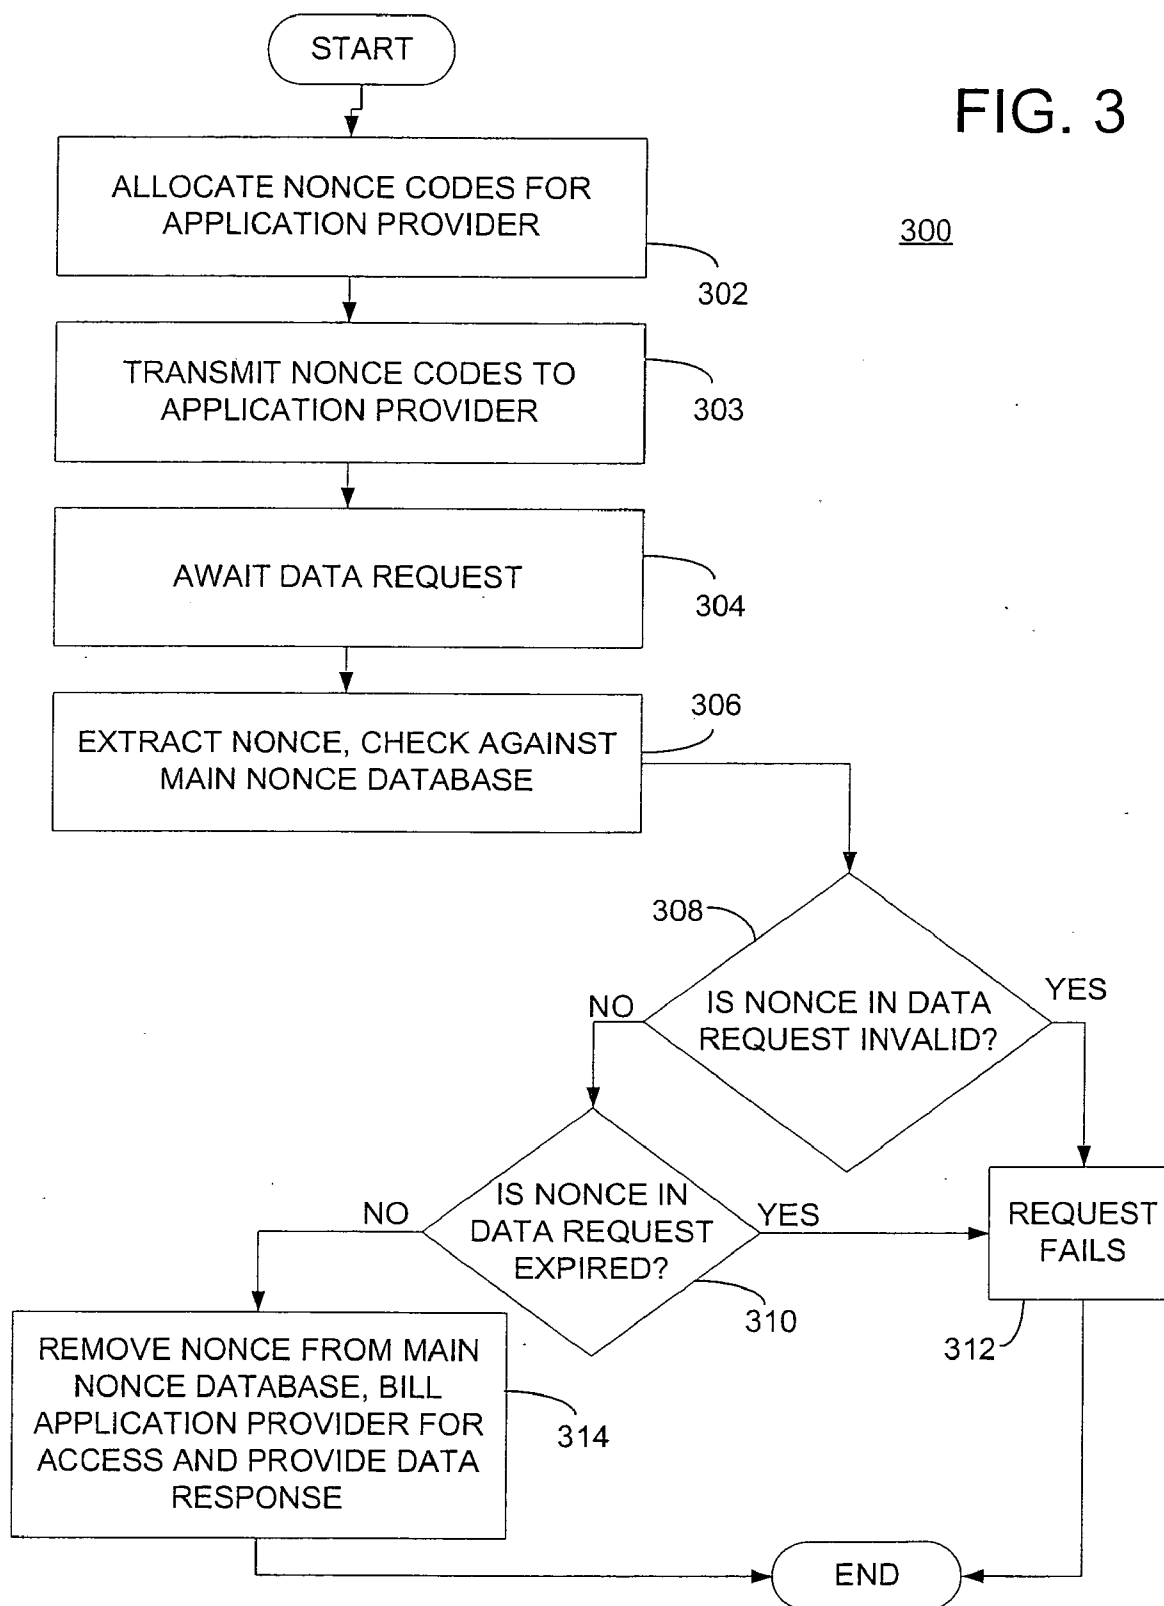 START
FIG. 3
ALLOCATE NONCE CODES FOR
APPLICATION PROVIDER
300
302
TRANSMIT NONCE CODES TO
APPLICATION PROVIDER
303
AWAIT DATA REQUEST
304
306
EXTRACT NONCE, CHECK AGAINST
MAIN NONCE DATABASE
308
IS NONCE IN DATA
REQUEST INVALID?
NO
YES
IS NONCE IN
DATA REQUEST
EXPIRED?
NO
YES
310
REQUEST
FAILS
312
REMOVE NONCE FROM MAIN
NONCE DATABASE, BILL
APPLICATION PROVIDER FOR
ACCESS AND PROVIDE DATA
RESPONSE
314
END